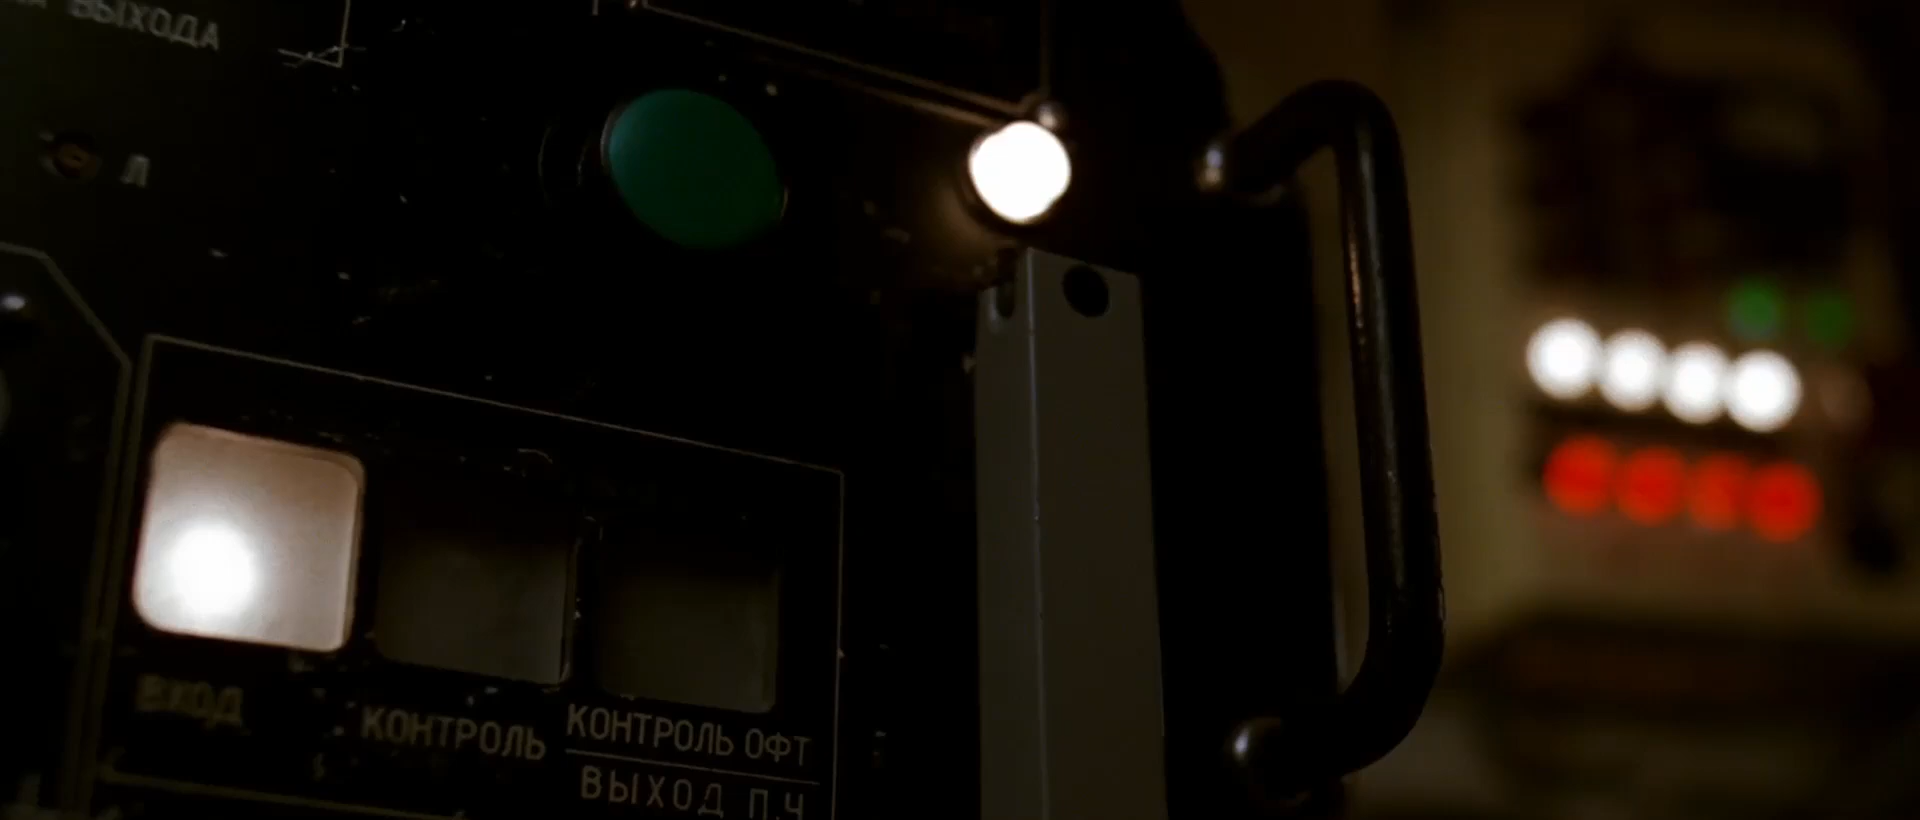 ВЫХОДА
Л
ВХОД
КОНТРОЛЬ
КОНТРОЛЬ ОФТ
ВЫХОД П.Ч